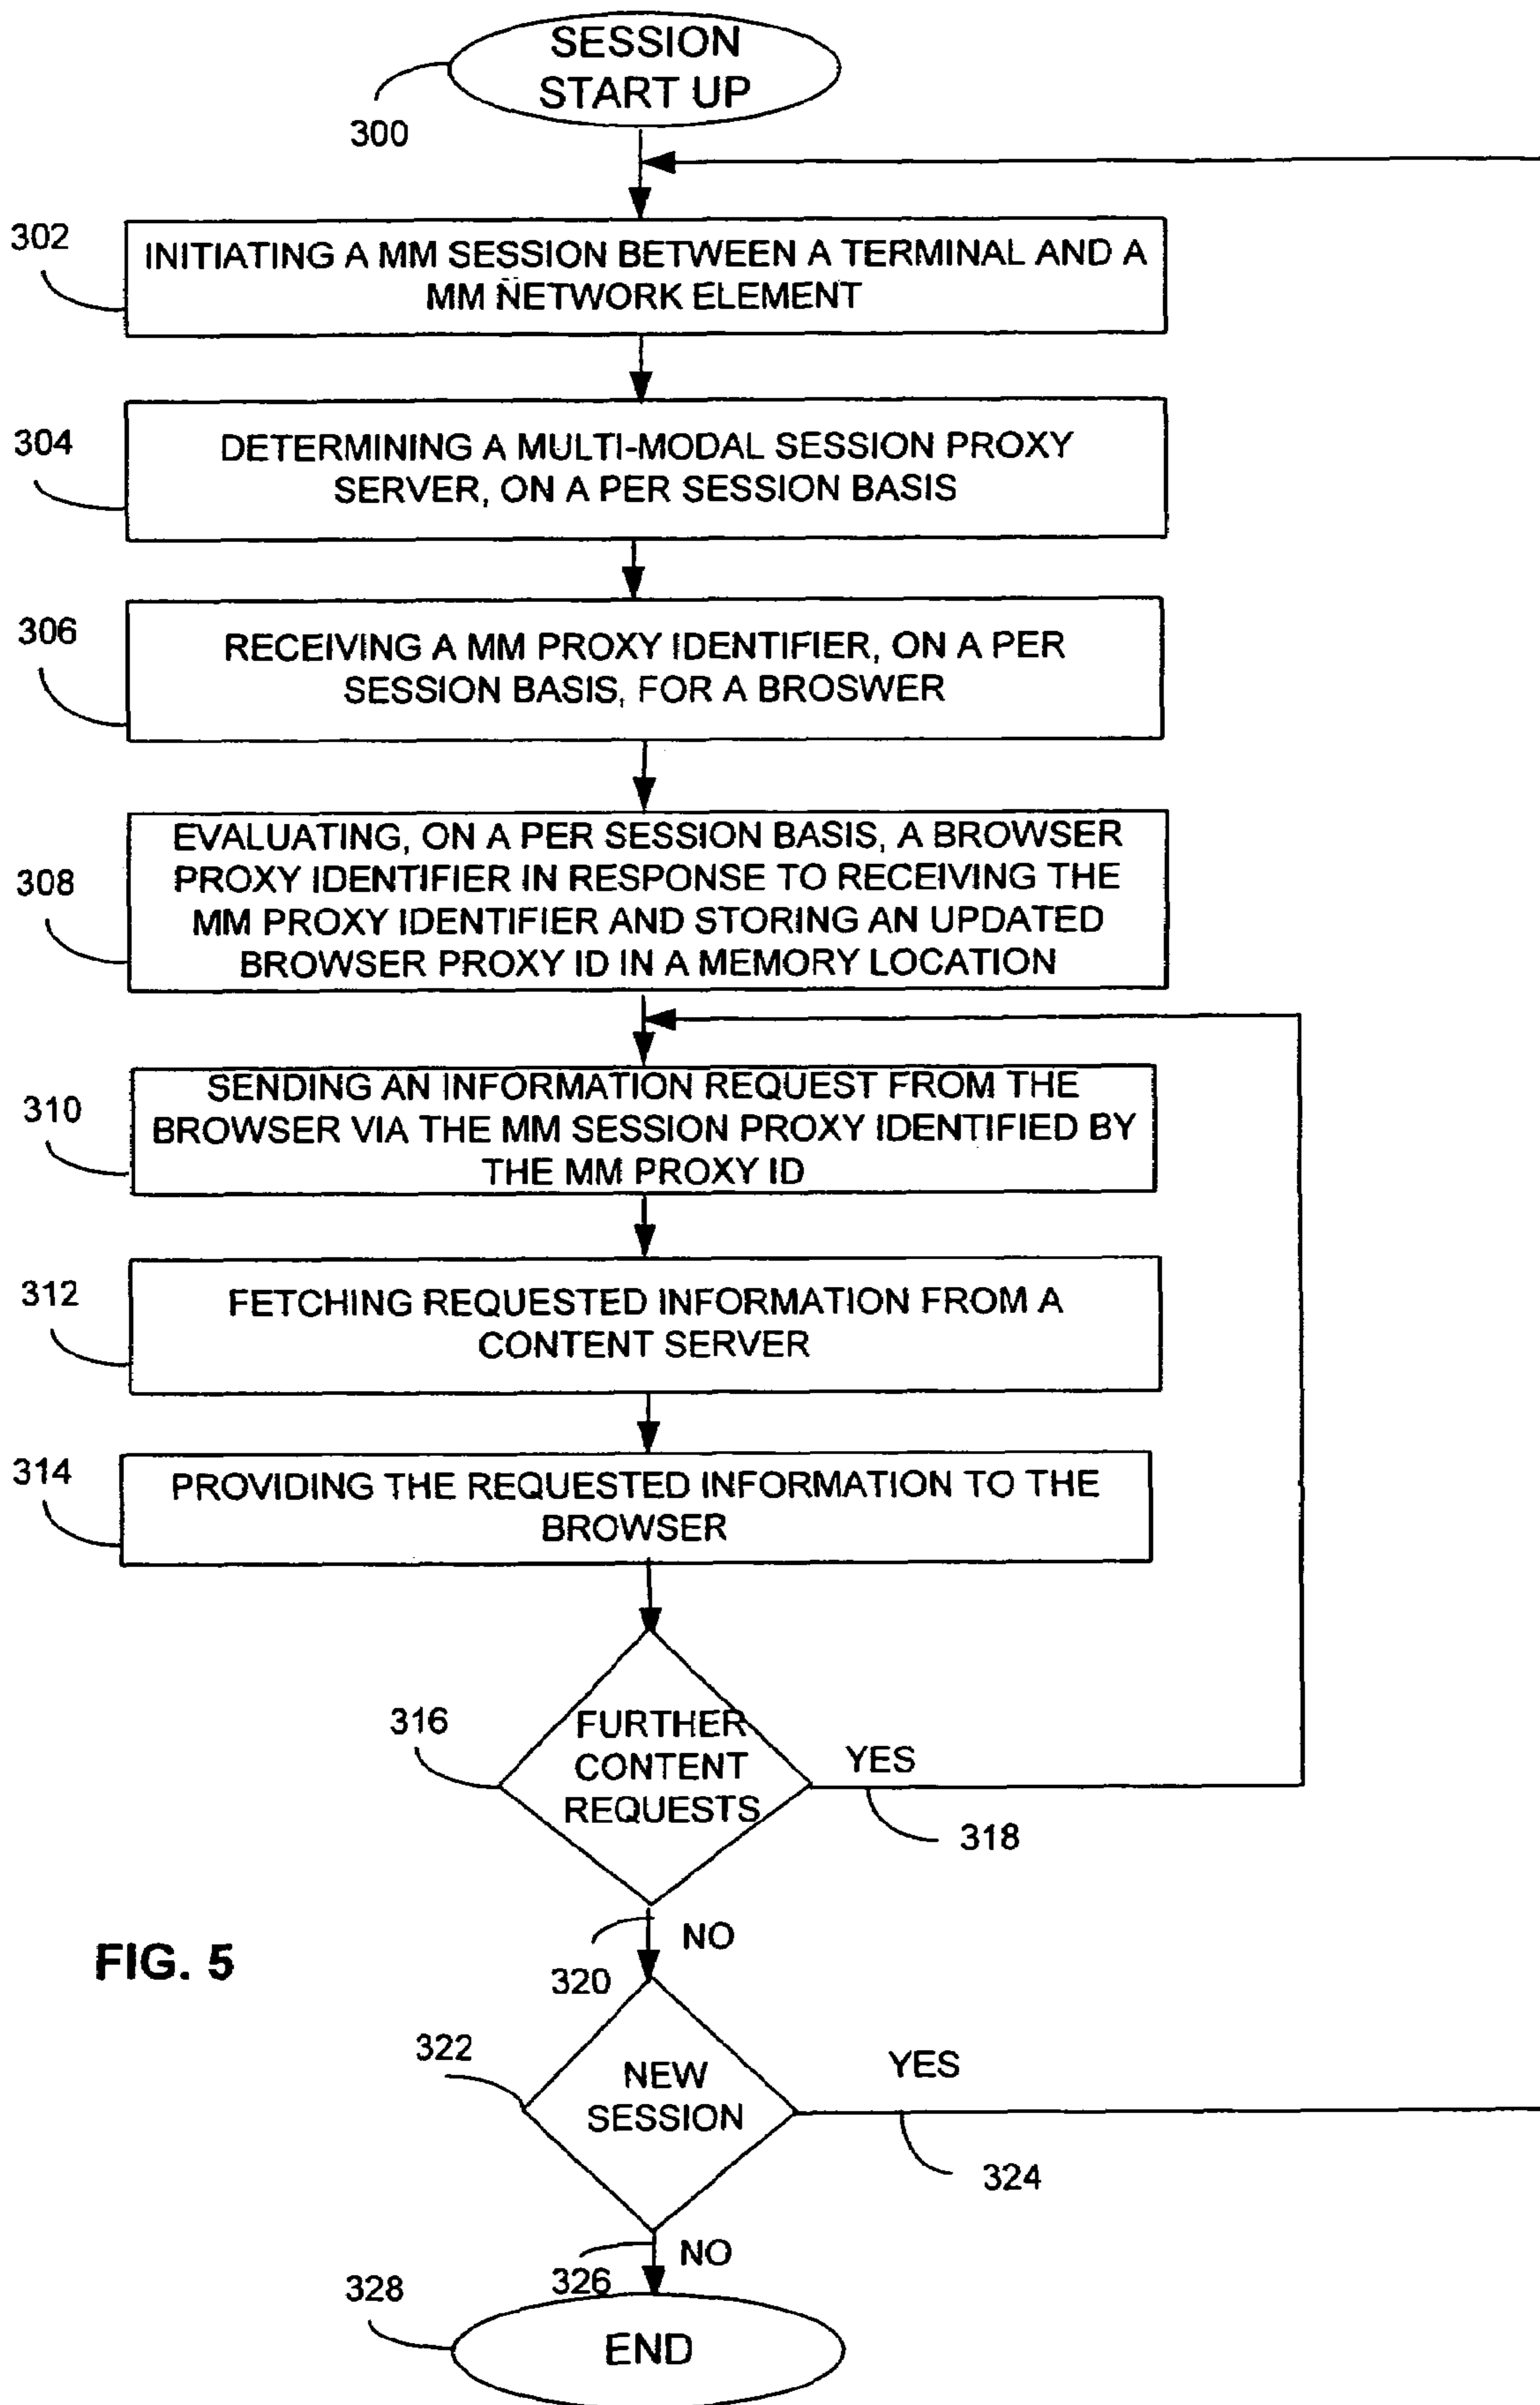 SESSION
START UP
300
302
INITIATING A MM SESSION BETWEEN A TERMINAL AND A
MM NETWORK ELEMENT
304
DETERMINING A MULTI-MODAL SESSION PROXY
SERVER, ON A PER SESSION BASIS
306
RECEIVING A MM PROXY IDENTIFIER, ON A PER
SESSION BASIS, FOR A BROSWER
308
EVALUATING, ON A PER SESSION BASIS, A BROWSER
PROXY IDENTIFIER IN RESPONSE TO RECEIVING THE
MM PROXY IDENTIFIER AND STORING AN UPDATED
BROWSER PROXY ID IN A MEMORY LOCATION
310
SENDING AN INFORMATION REQUEST FROM THE
BROWSER VIA THE MM SESSION PROXY IDENTIFIED BY
THE MM PROXY ID
312
FETCHING REQUESTED INFORMATION FROM A
CONTENT SERVER
314
PROVIDING THE REQUESTED INFORMATION TO THE
BROWSER
316
FURTHER
CONTENT
REQUESTS
YES
318
NO
320
FIG. 5
322
NEW
SESSION
YES
324
NO
326
328
END